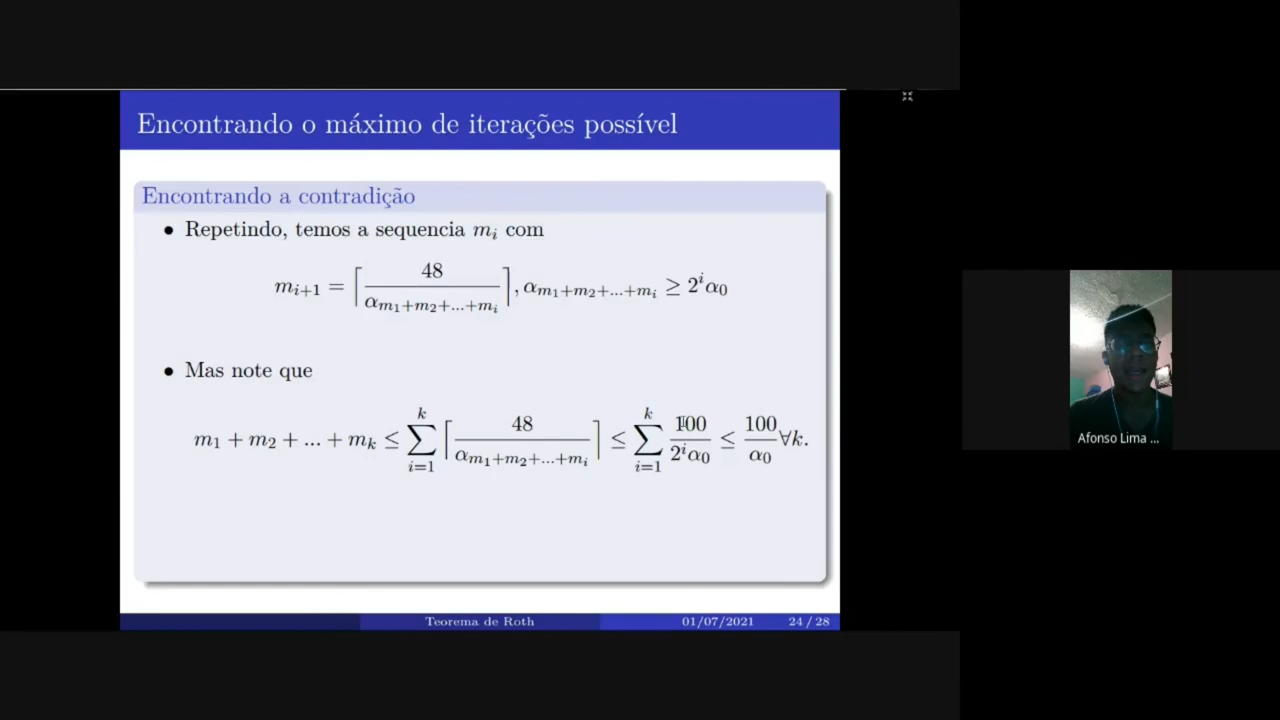 Encontrando o máximo de iterações possível
Encontrando a contradição
• Repetindo, temos a sequencia m_i com
m_{i+1} = ⌈48 / α_{m_1+m_2+...+m_i}⌉, α_{m_1+m_2+...+m_i} ≥ 2^i α_0
• Mas note que
m_1 + m_2 + ... + m_k ≤ ∑_{i=1}^{k} ⌈48 / α_{m_1+m_2+...+m_i}⌉ ≤ ∑_{i=1}^{k} 100 / (2^i α_0) ≤ 100 / α_0 ∀k.
Afonso Lima ...
Teorema de Roth 01/07/2021 24 / 28